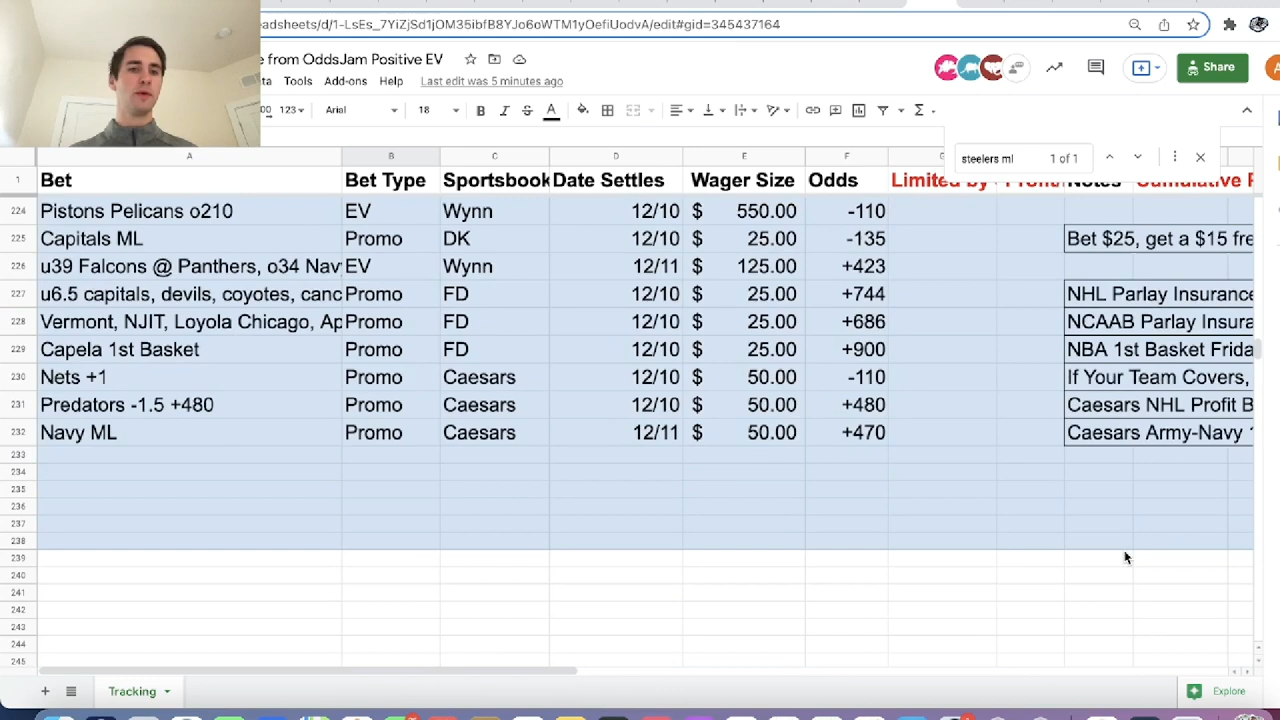 eadsheets/d/1-LsEs_7YiZjSd1jOM35ibfB8YJo6oWTM1yOefiUodvA/edit#gid=345437164
e from OddsJam Positive EV
ta Tools Add-ons Help Last edit was 5 minutes ago
Share
00 123 Arial 18 B I S A
steelers ml 1 of 1
A B C D E F
1 Bet Bet Type Sportsbook Date Settles Wager Size Odds Limited by Profit/ Notes Cumulative P
224 Pistons Pelicans o210 EV Wynn 12/10 $ 550.00 -110
225 Capitals ML Promo DK 12/10 $ 25.00 -135 Bet $25, get a $15 fre
226 u39 Falcons @ Panthers, o34 Nav EV Wynn 12/11 $ 125.00 +423
227 u6.5 capitals, devils, coyotes, canc Promo FD 12/10 $ 25.00 +744 NHL Parlay Insurance
228 Vermont, NJIT, Loyola Chicago, Ap Promo FD 12/10 $ 25.00 +686 NCAAB Parlay Insura
229 Capela 1st Basket Promo FD 12/10 $ 25.00 +900 NBA 1st Basket Frida
230 Nets +1 Promo Caesars 12/10 $ 50.00 -110 If Your Team Covers,
231 Predators -1.5 +480 Promo Caesars 12/10 $ 50.00 +480 Caesars NHL Profit B
232 Navy ML Promo Caesars 12/11 $ 50.00 +470 Caesars Army-Navy
233
234
235
236
237
238
239
240
241
242
243
244
245
Tracking
Explore